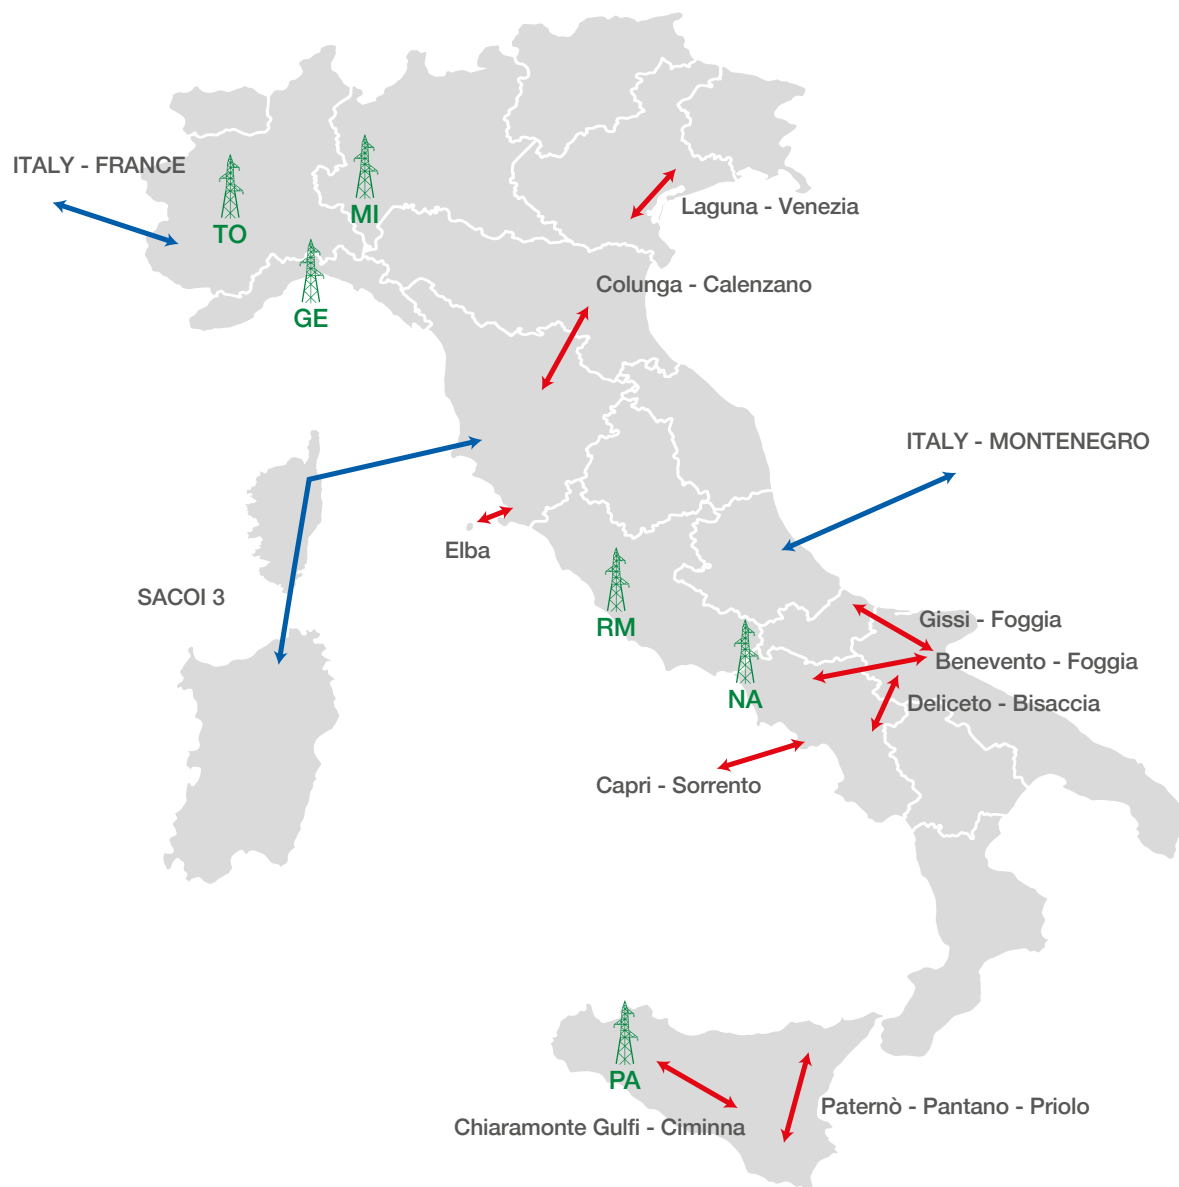 ITALY - FRANCE
TO
MI
GE
Laguna - Venezia
Colunga - Calenzano
ITALY - MONTENEGRO
Elba
SACOI 3
RM
NA
Gissi - Foggia
Benevento - Foggia
Deliceto - Bisaccia
Capri - Sorrento
PA
Chiaramonte Gulfi - Ciminna
Paternò - Pantano - Priolo